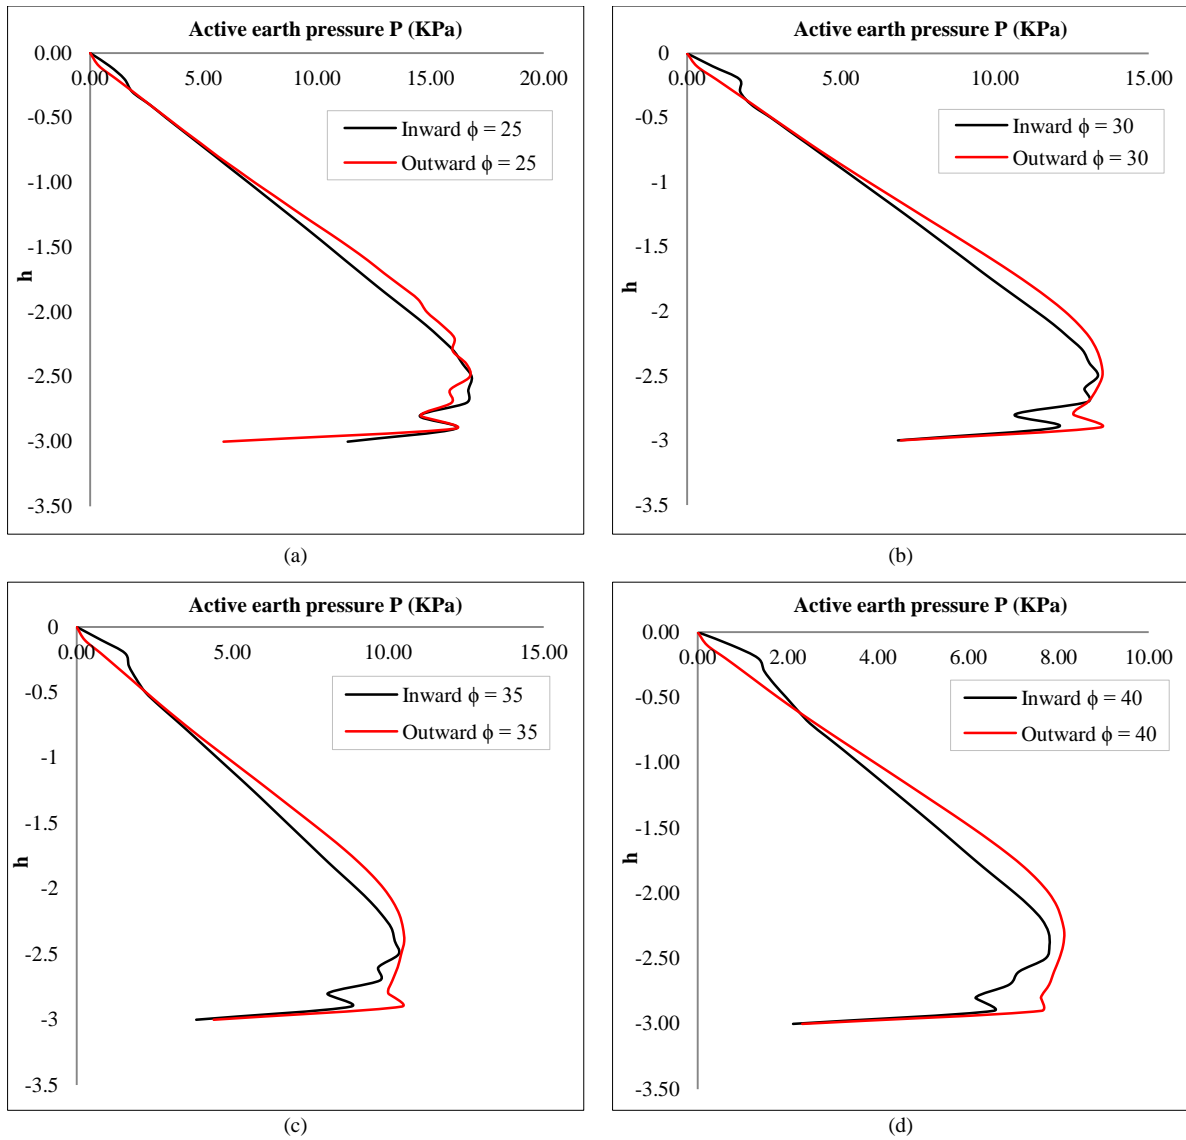 Active earth pressure P (KPa)
0.00
0.00 5.00 10.00 15.00 20.00
-0.50
-1.00
-1.50
-2.00
-2.50
-3.00
-3.50
h
Inward ϕ = 25
Outward ϕ = 25
(a)
Active earth pressure P (KPa)
0
0.00 5.00 10.00 15.00
-0.5
-1
-1.5
-2
-2.5
-3
-3.5
h
Inward ϕ = 30
Outward ϕ = 30
(b)
Active earth pressure P (KPa)
0
0.00 5.00 10.00 15.00
-0.5
-1
-1.5
-2
-2.5
-3
-3.5
h
Inward ϕ = 35
Outward ϕ = 35
(c)
Active earth pressure P (KPa)
0.00
0.00 2.00 4.00 6.00 8.00 10.00
-0.50
-1.00
-1.50
-2.00
-2.50
-3.00
-3.50
h
Inward ϕ = 40
Outward ϕ = 40
(d)